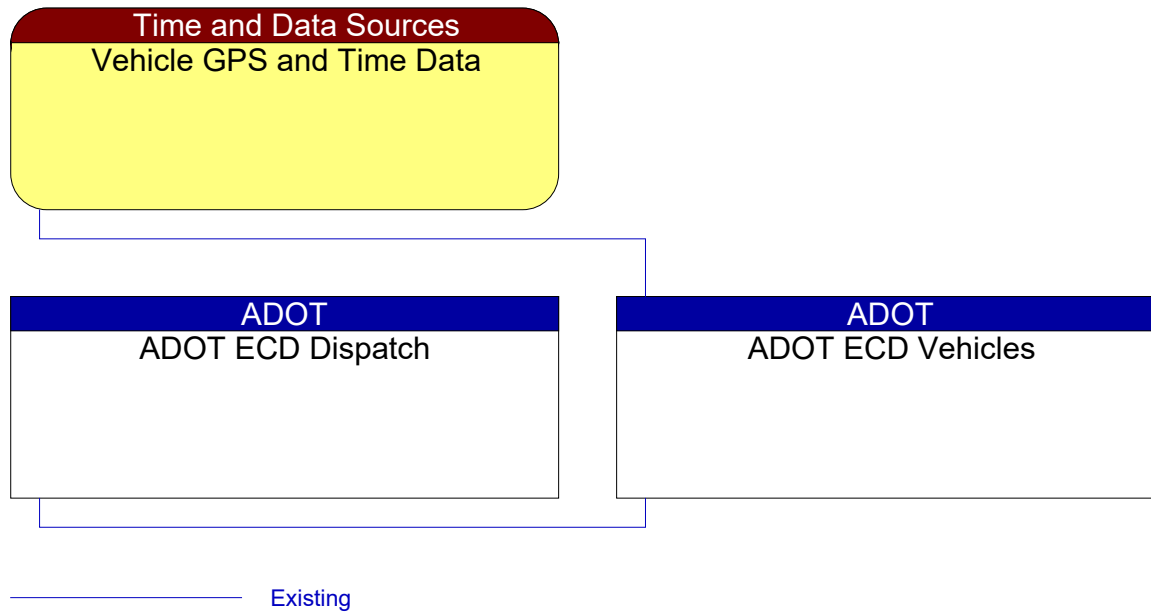 Time and Data Sources
Vehicle GPS and Time Data
ADOT
ADOT ECD Dispatch
ADOT
ADOT ECD Vehicles
Existing